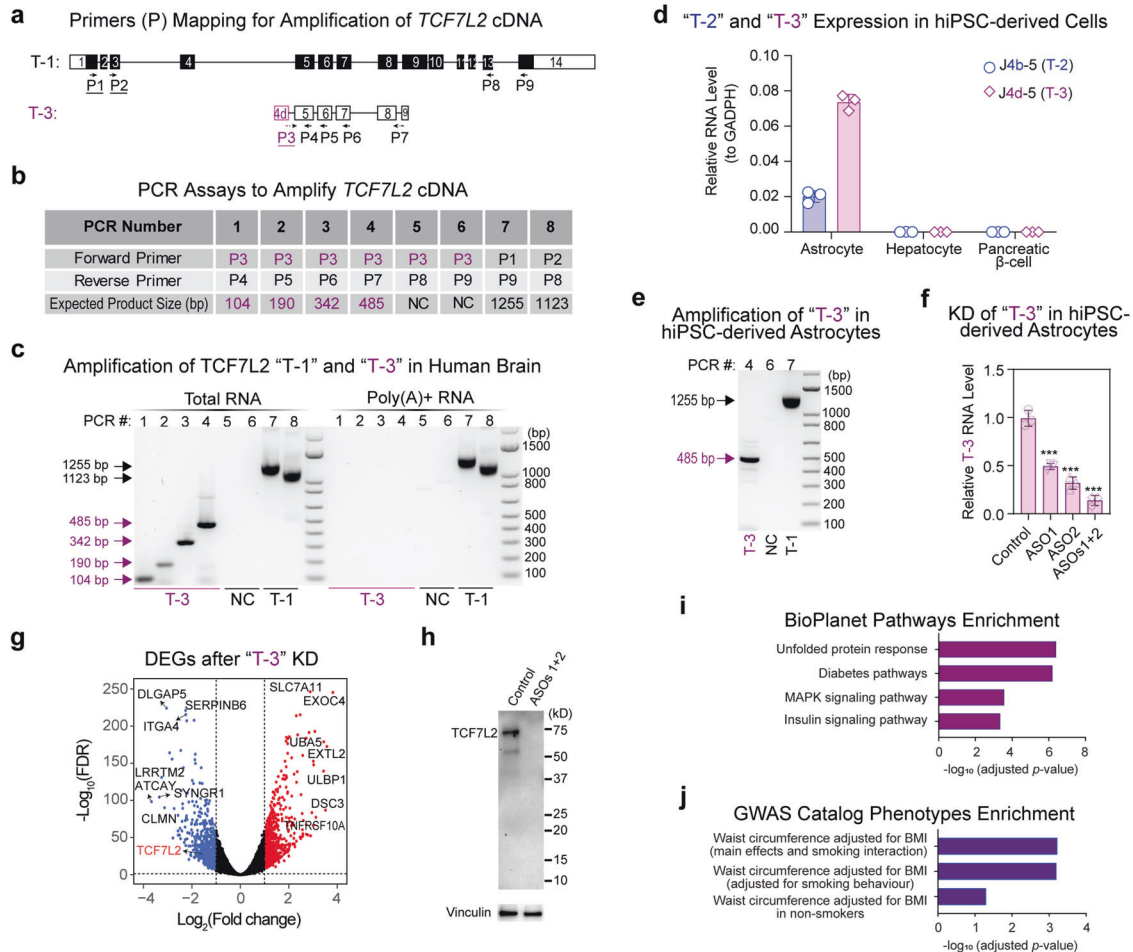 a
Primers (P) Mapping for Amplification of TCF7L2 cDNA
T-1:
1 1 2 3 4 5 6 7 8 9 10 11 12 13 14
P1 P2 P8 P9
T-3:
4d 5 6 7 8 9
P3 P4 P5 P6 P7
b
PCR Assays to Amplify TCF7L2 cDNA
PCR Number 1 2 3 4 5 6 7 8
Forward Primer P3 P3 P3 P3 P3 P3 P1 P2
Reverse Primer P4 P5 P6 P7 P8 P9 P9 P8
Expected Product Size (bp) 104 190 342 485 NC NC 1255 1123
c
Amplification of TCF7L2 "T-1" and "T-3" in Human Brain
Total RNA Poly(A)+ RNA
PCR #: 1 2 3 4 5 6 7 8 1 2 3 4 5 6 7 8 (bp)
1500
1255 bp
1000
1123 bp
800
500
485 bp
400
342 bp
300
190 bp
200
104 bp
100
T-3 NC T-1 T-3 NC T-1
d
"T-2" and "T-3" Expression in hiPSC-derived Cells
Relative RNA Level
(to GADPH)
0.10
0.08
0.06
0.04
0.02
0.00
J4b-5 (T-2)
J4d-5 (T-3)
Astrocyte Hepatocyte Pancreatic
β-cell
e
Amplification of "T-3" in
hiPSC-derived Astrocytes
PCR #: 4 6 7 (bp)
1500
1255 bp
1000
800
485 bp
500
400
300
200
100
T-3 NC T-1
f
KD of "T-3" in hiPSC-
derived Astrocytes
Relative T-3 RNA Level
1.5
1.0
0.5
0.0
*** *** ***
Control ASO1 ASO2 ASOs1+2
g
DEGs after "T-3" KD
-Log10(FDR)
250
200
150
100
50
0
DLGAP5
SERPINB6
ITGA4
LRRTM2
ATCAY
SYNGR1
CLMN
TCF7L2
SLC7A11
EXOC4
UBA5
EXTL2
ULBP1
DSC3
TNFRSF10A
-4 -2 0 2 4
Log2(Fold change)
h
Control ASOs 1+2
(kD)
TCF7L2
75
50
37
25
20
15
10
Vinculin
i
BioPlanet Pathways Enrichment
Unfolded protein response
Diabetes pathways
MAPK signaling pathway
Insulin signaling pathway
0 2 4 6 8
-log10 (adjusted p-value)
j
GWAS Catalog Phenotypes Enrichment
Waist circumference adjusted for BMI
(main effects and smoking interaction)
Waist circumference adjusted for BMI
(adjusted for smoking behaviour)
Waist circumference adjusted for BMI
in non-smokers
0 1 2 3 4
-log10 (adjusted p-value)